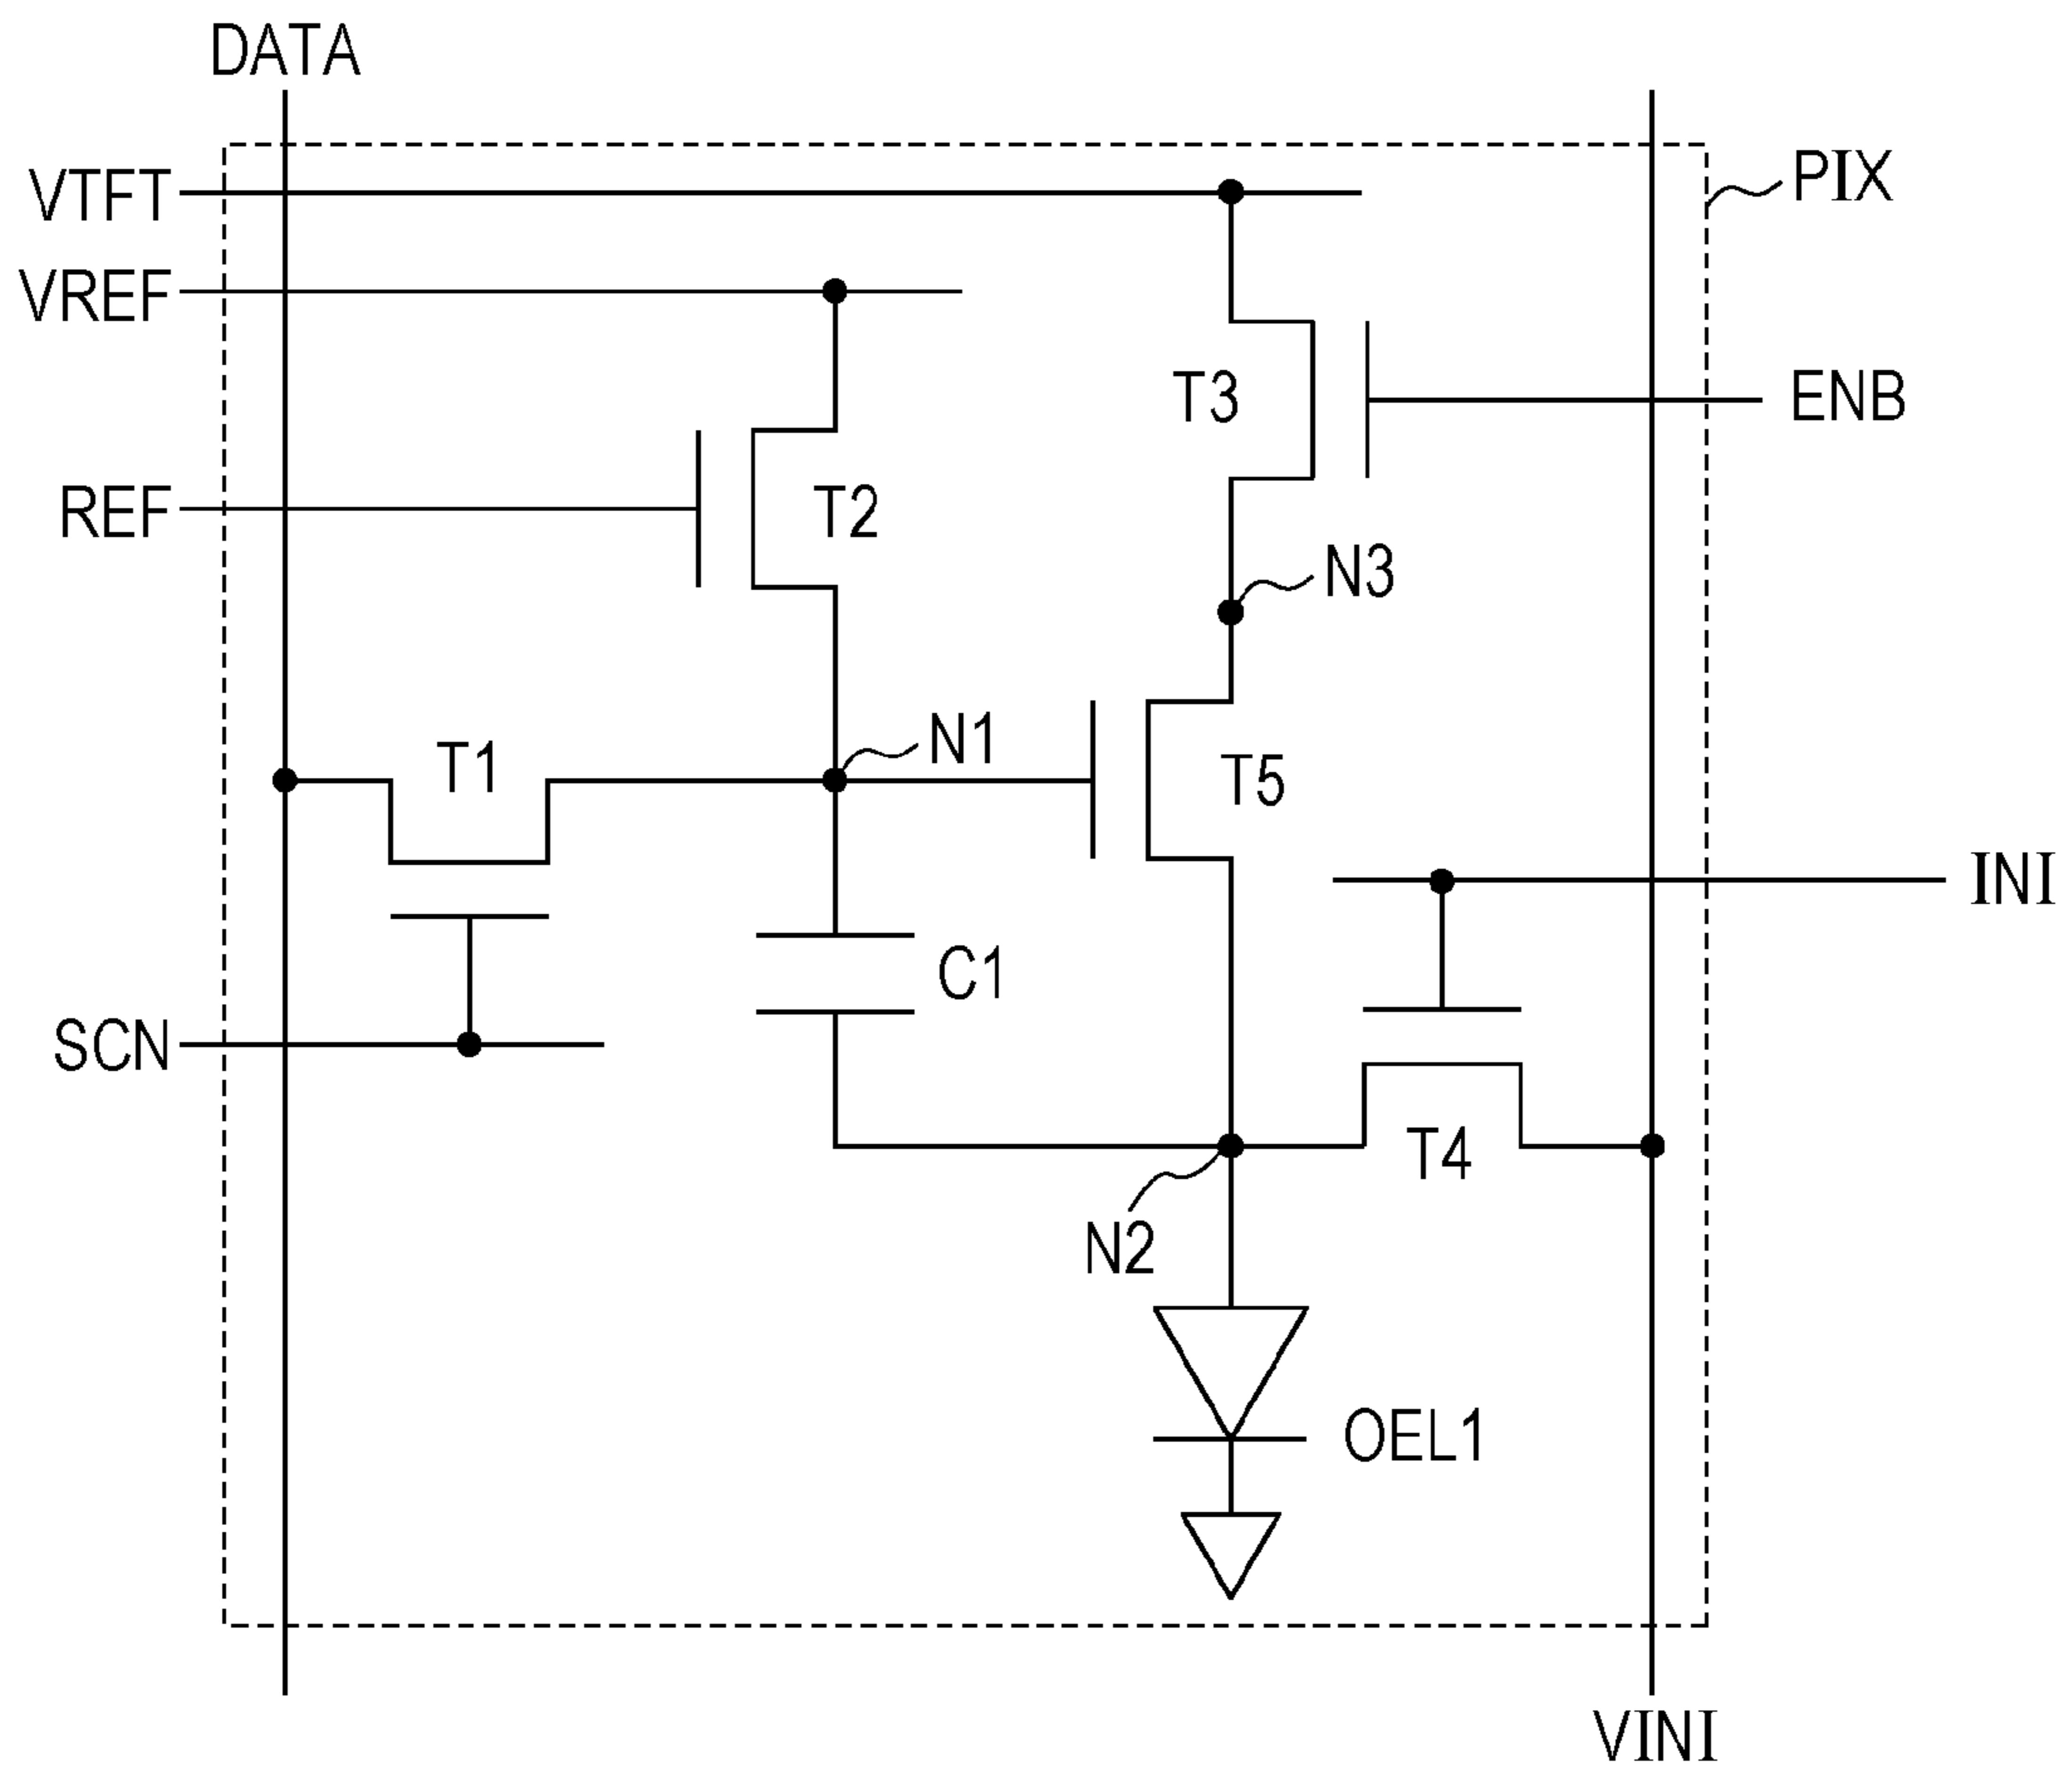 DATA
VTFT
PIX
VREF
T3
ENB
REF
T2
N3
N1
T1
T5
INI
C1
SCN
T4
N2
OEL1
VINI